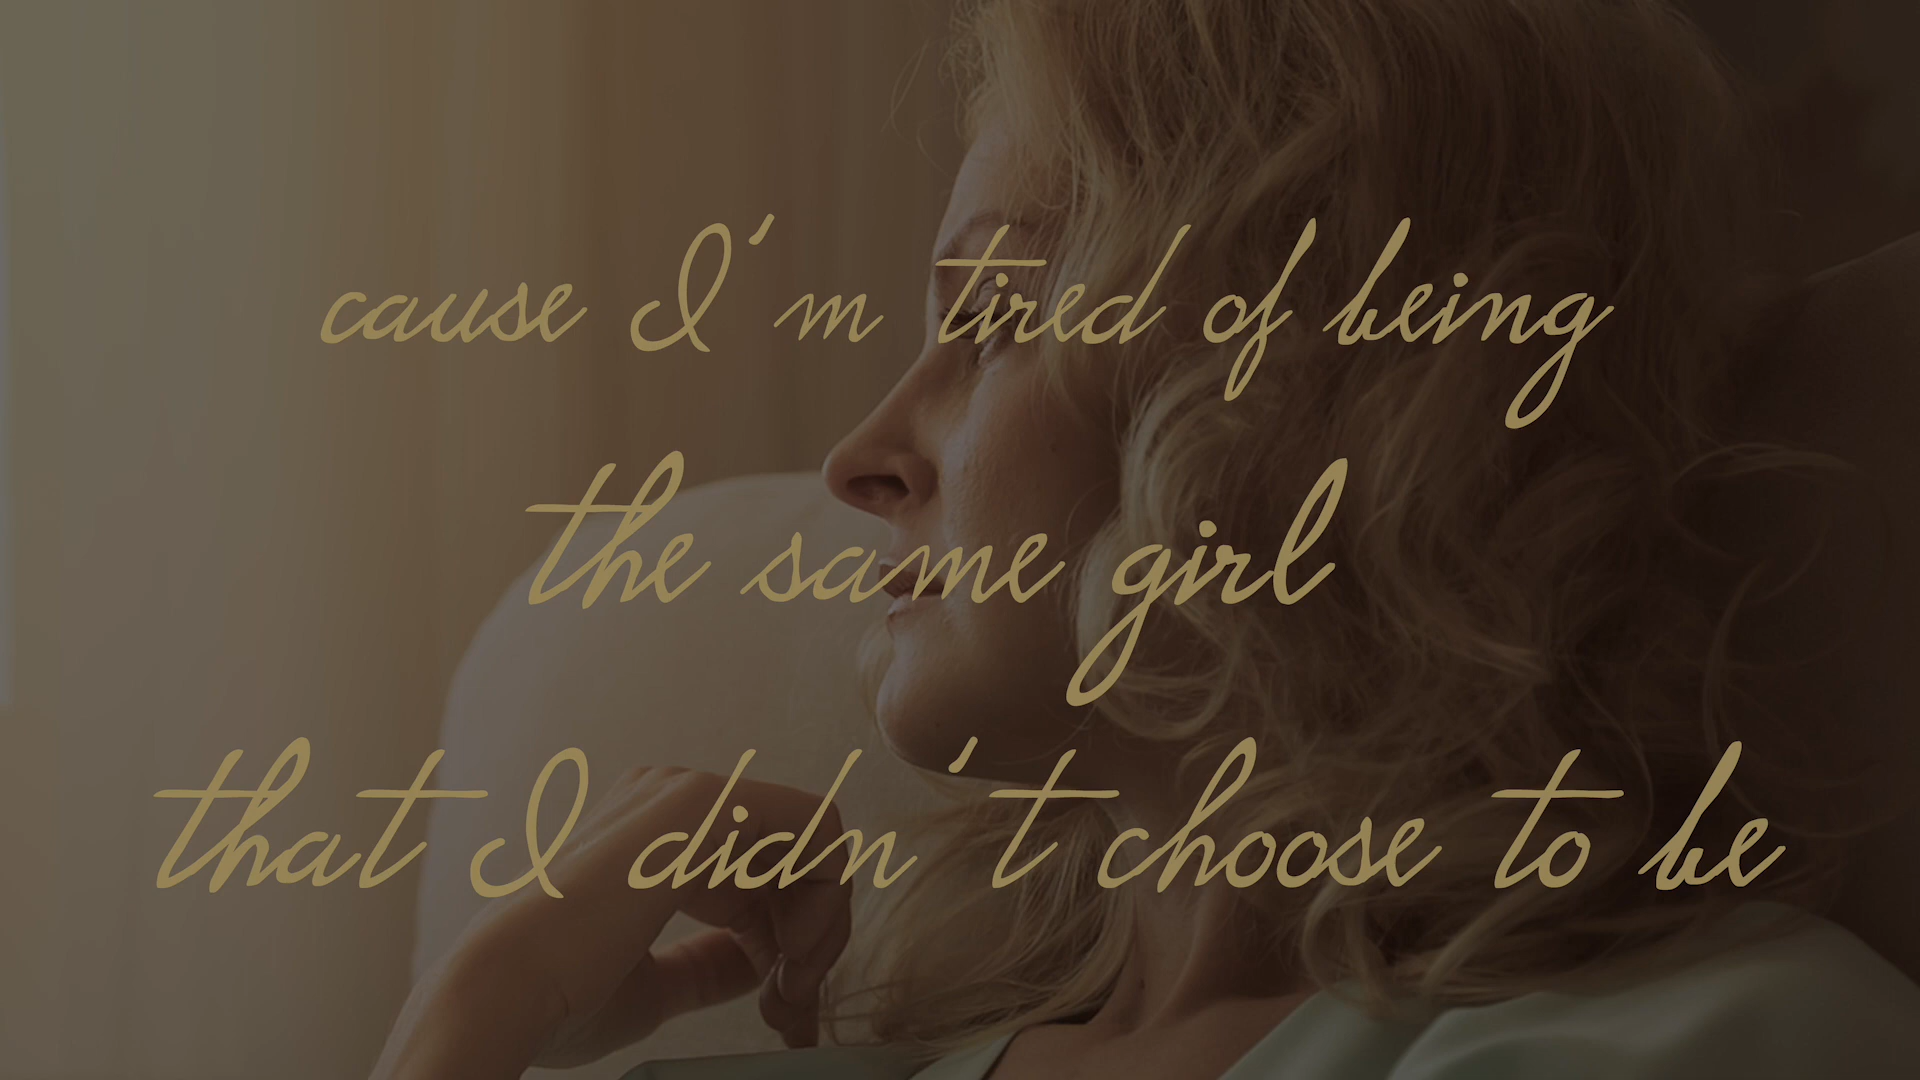 cause I'm tired of being
the same girl
that I didn't choose to be